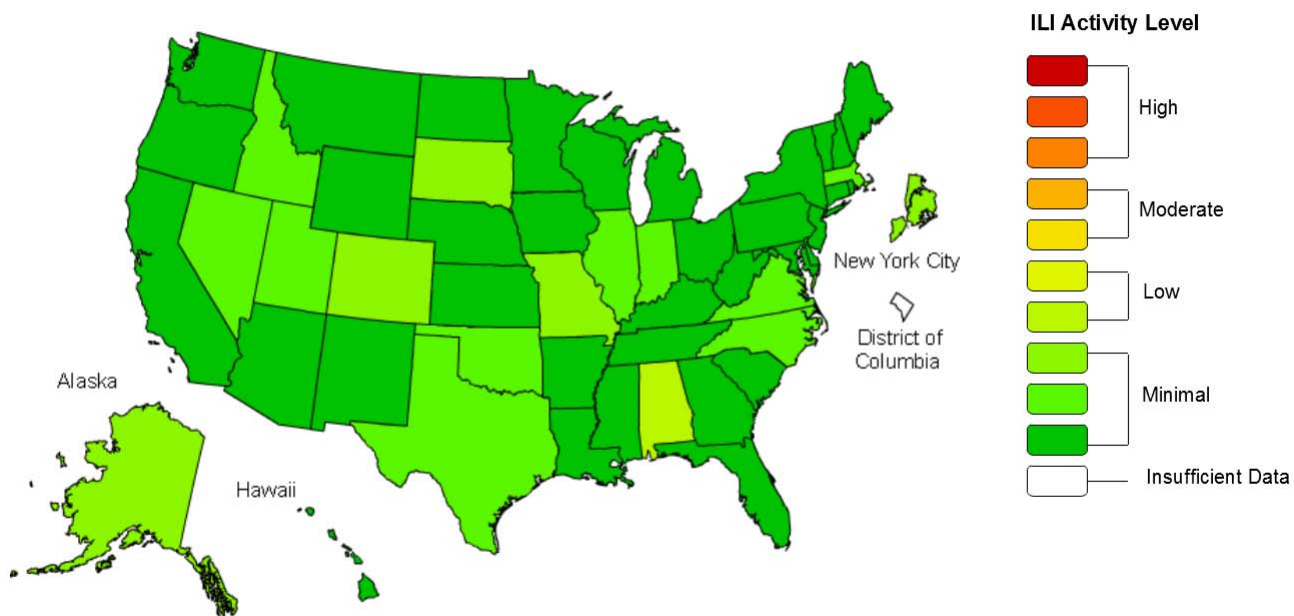 ILI Activity Level
High
Moderate
Low
Minimal
Insufficient Data
New York City
District of
Columbia
Alaska
Hawaii